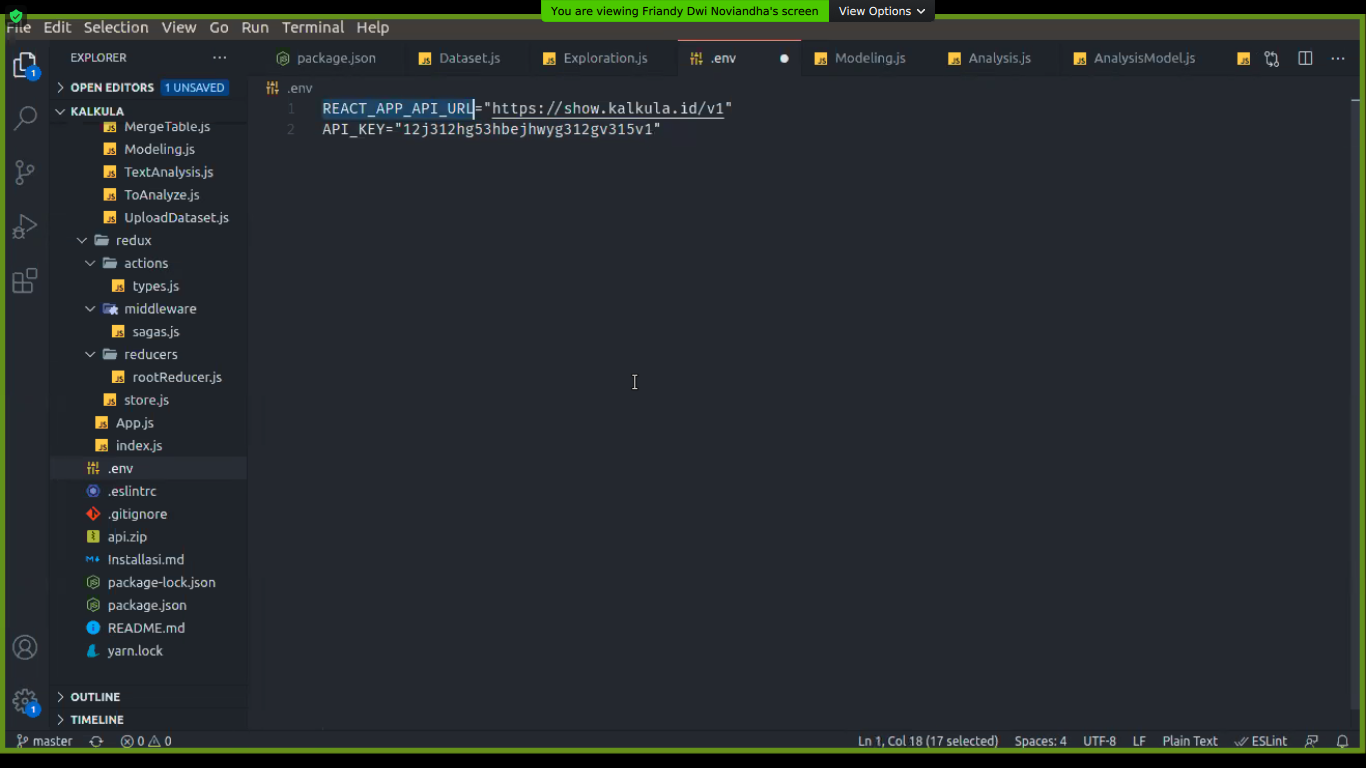 You are viewing Friandy Dwi Noviandha's screen
View Options
File Edit Selection View Go Run Terminal Help
EXPLORER
package.json
Dataset.js
Exploration.js
.env
Modeling.js
Analysis.js
AnalysisModel.js
OPEN EDITORS 1 UNSAVED
KALKULA
MergeTable.js
Modeling.js
TextAnalysis.js
ToAnalyze.js
UploadDataset.js
redux
actions
types.js
middleware
sagas.js
reducers
rootReducer.js
store.js
App.js
index.js
.env
.eslintrc
.gitignore
api.zip
Installasi.md
package-lock.json
package.json
README.md
yarn.lock
OUTLINE
TIMELINE
.env
1 REACT_APP_API_URL="https://show.kalkula.id/v1"
2 API_KEY="12j312hg53hbejhwyg312gv315v1"
1
1
master 0 0 Ln 1, Col 18 (17 selected) Spaces: 4 UTF-8 LF Plain Text ESLint